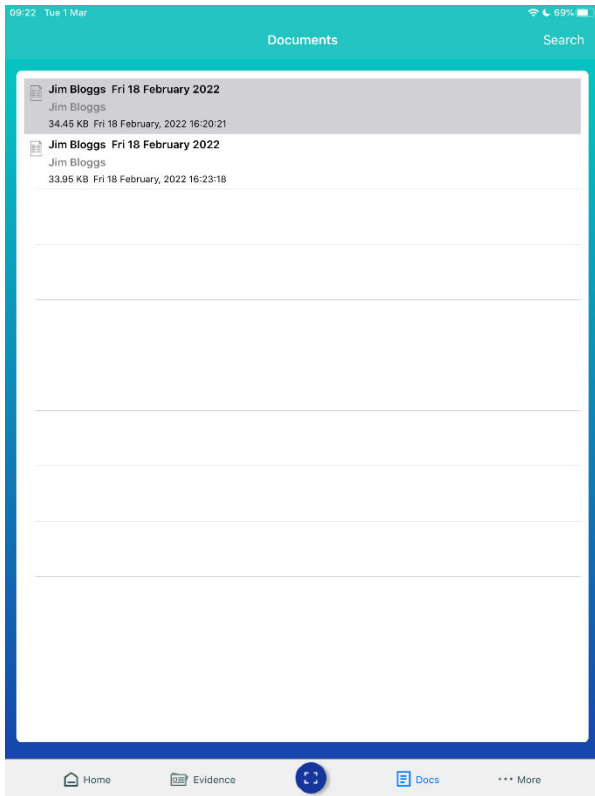 09:22 Tue 1 Mar 69%
Documents Search
Jim Bloggs Fri 18 February 2022
Jim Bloggs
34.45 KB Fri 18 February, 2022 16:20:21
Jim Bloggs Fri 18 February 2022
Jim Bloggs
33.95 KB Fri 18 February, 2022 16:23:18
Home Evidence Docs More